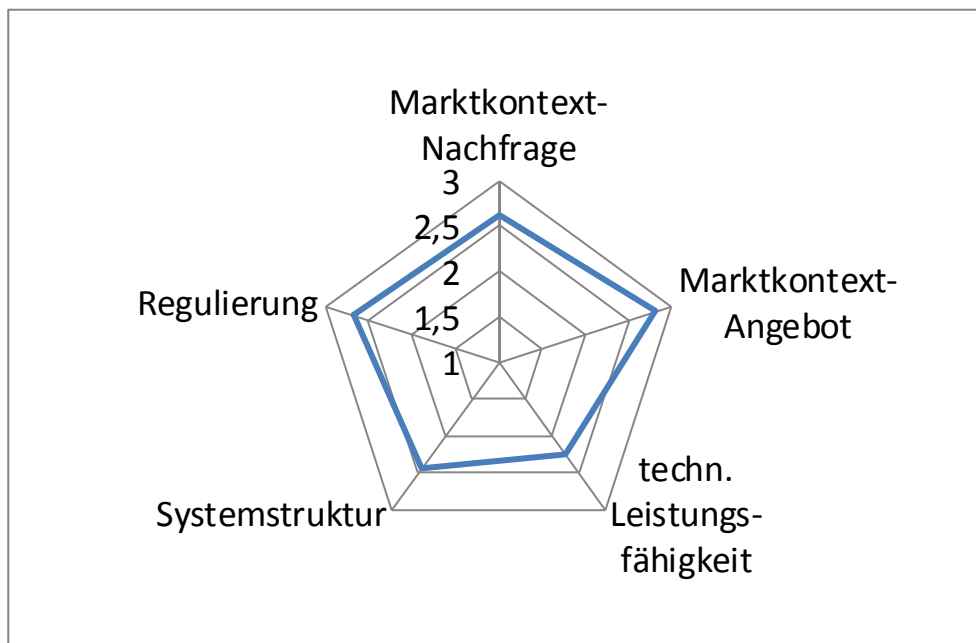 Marktkontext-
Nachfrage
3
2,5
2
1,5
1
Marktkontext-
Angebot
techn.
Leistungs-
fähigkeit
Systemstruktur
Regulierung